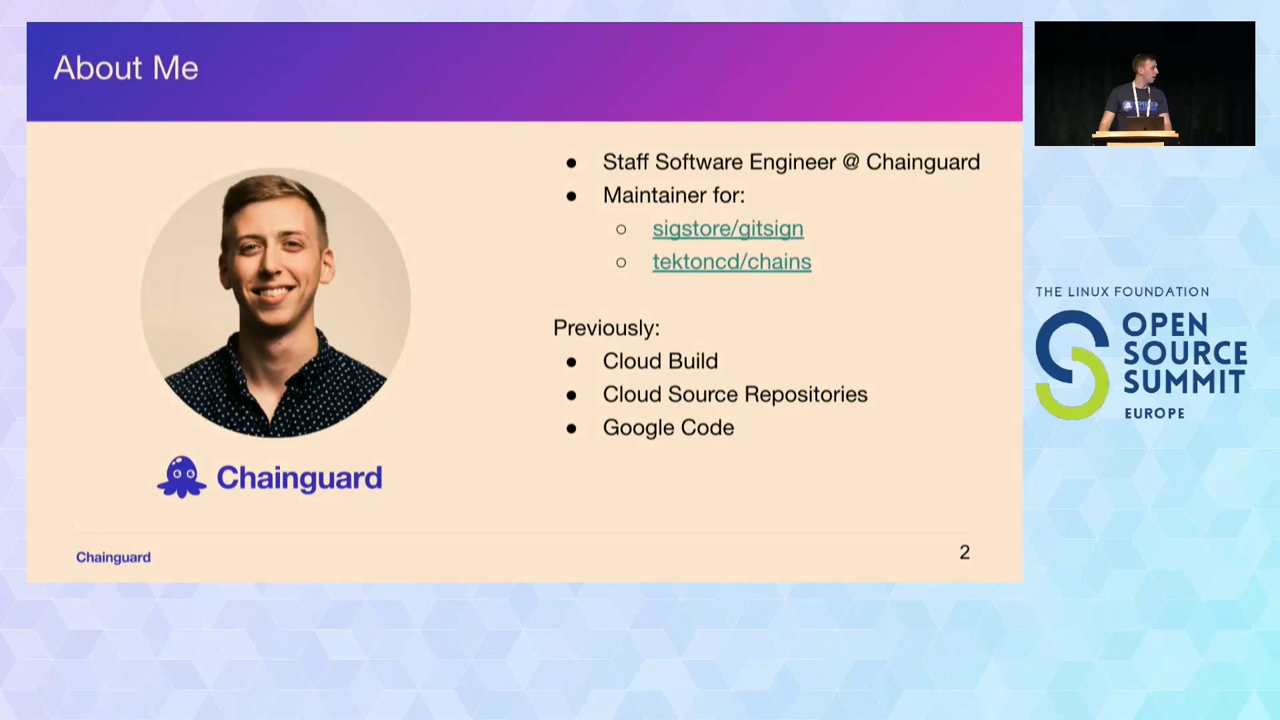 About Me
Staff Software Engineer @ Chainguard
Maintainer for:
sigstore/gitsign
tektoncd/chains
Previously:
Cloud Build
Cloud Source Repositories
Google Code
Chainguard
Chainguard
2
THE LINUX FOUNDATION
OPEN
SOURCE
SUMMIT
EUROPE